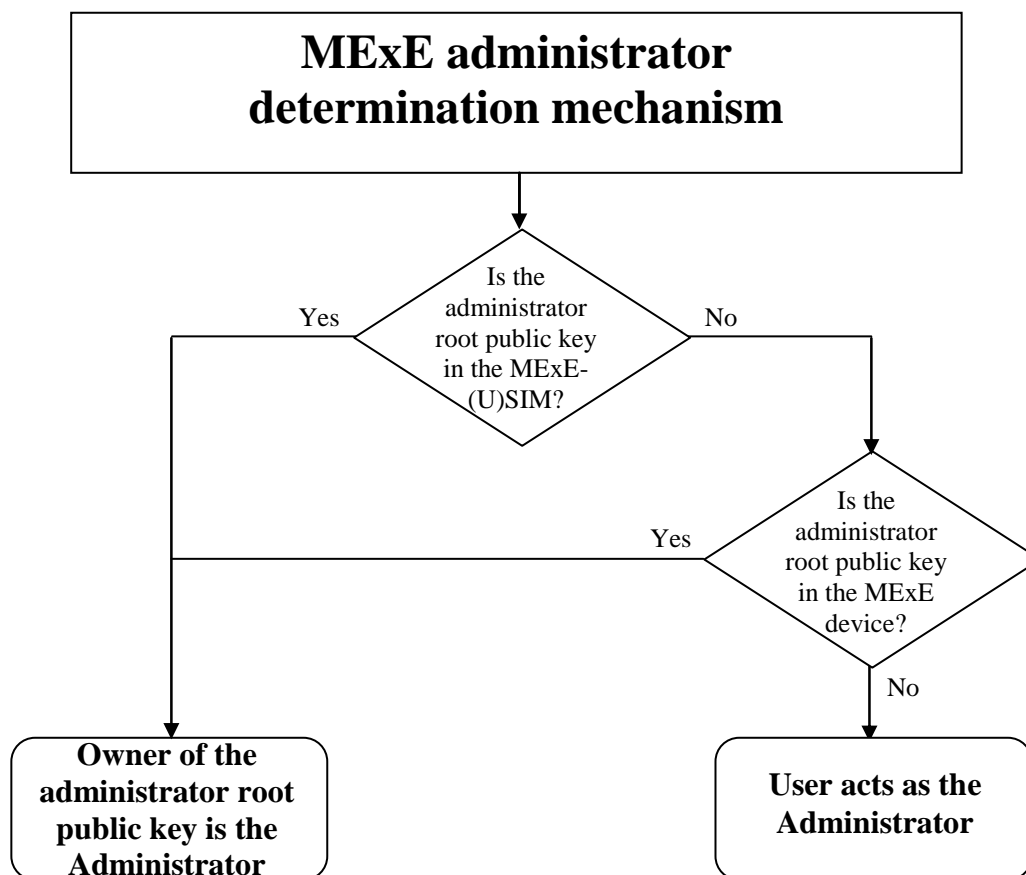 MExE administrator
determination mechanism
Is the
administrator
root public key
in the MExE-
(U)SIM?
Yes
No
Is the
administrator
root public key
in the MExE
device?
Yes
No
Owner of the
administrator root
public key is the
Administrator
User acts as the
Administrator